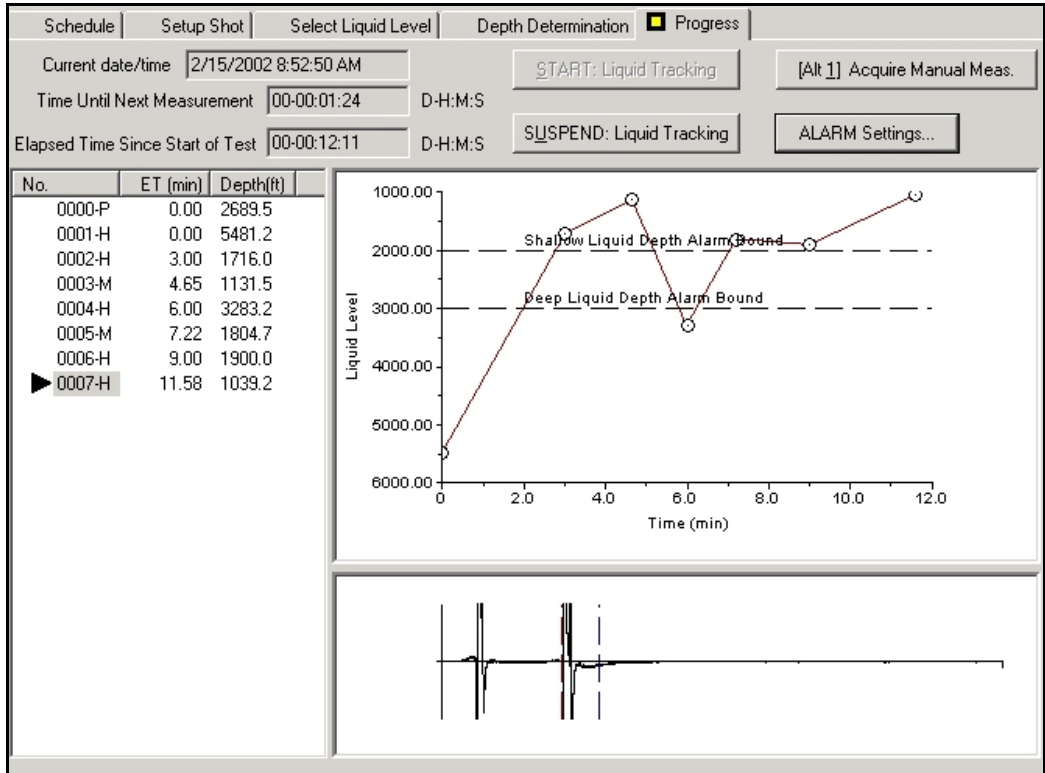 Schedule Setup Shot Select Liquid Level Depth Determination Progress
Current date/time 2/15/2002 8:52:50 AM
START: Liquid Tracking
[Alt 1] Acquire Manual Meas.
Time Until Next Measurement 00-00:01:24 D-H:M:S
Elapsed Time Since Start of Test 00-00:12:11 D-H:M:S
SUSPEND: Liquid Tracking
ALARM Settings...
No. ET (min) Depth(ft)
0000-P 0.00 2689.5
0001-H 0.00 5481.2
0002-H 3.00 1716.0
0003-M 4.65 1131.5
0004-H 6.00 3283.2
0005-M 7.22 1804.7
0006-H 9.00 1900.0
0007-H 11.58 1039.2
Liquid Level
1000.00
2000.00
3000.00
4000.00
5000.00
6000.00
Shallow Liquid Depth Alarm Bound
Deep Liquid Depth Alarm Bound
0 2.0 4.0 6.0 8.0 10.0 12.0
Time (min)